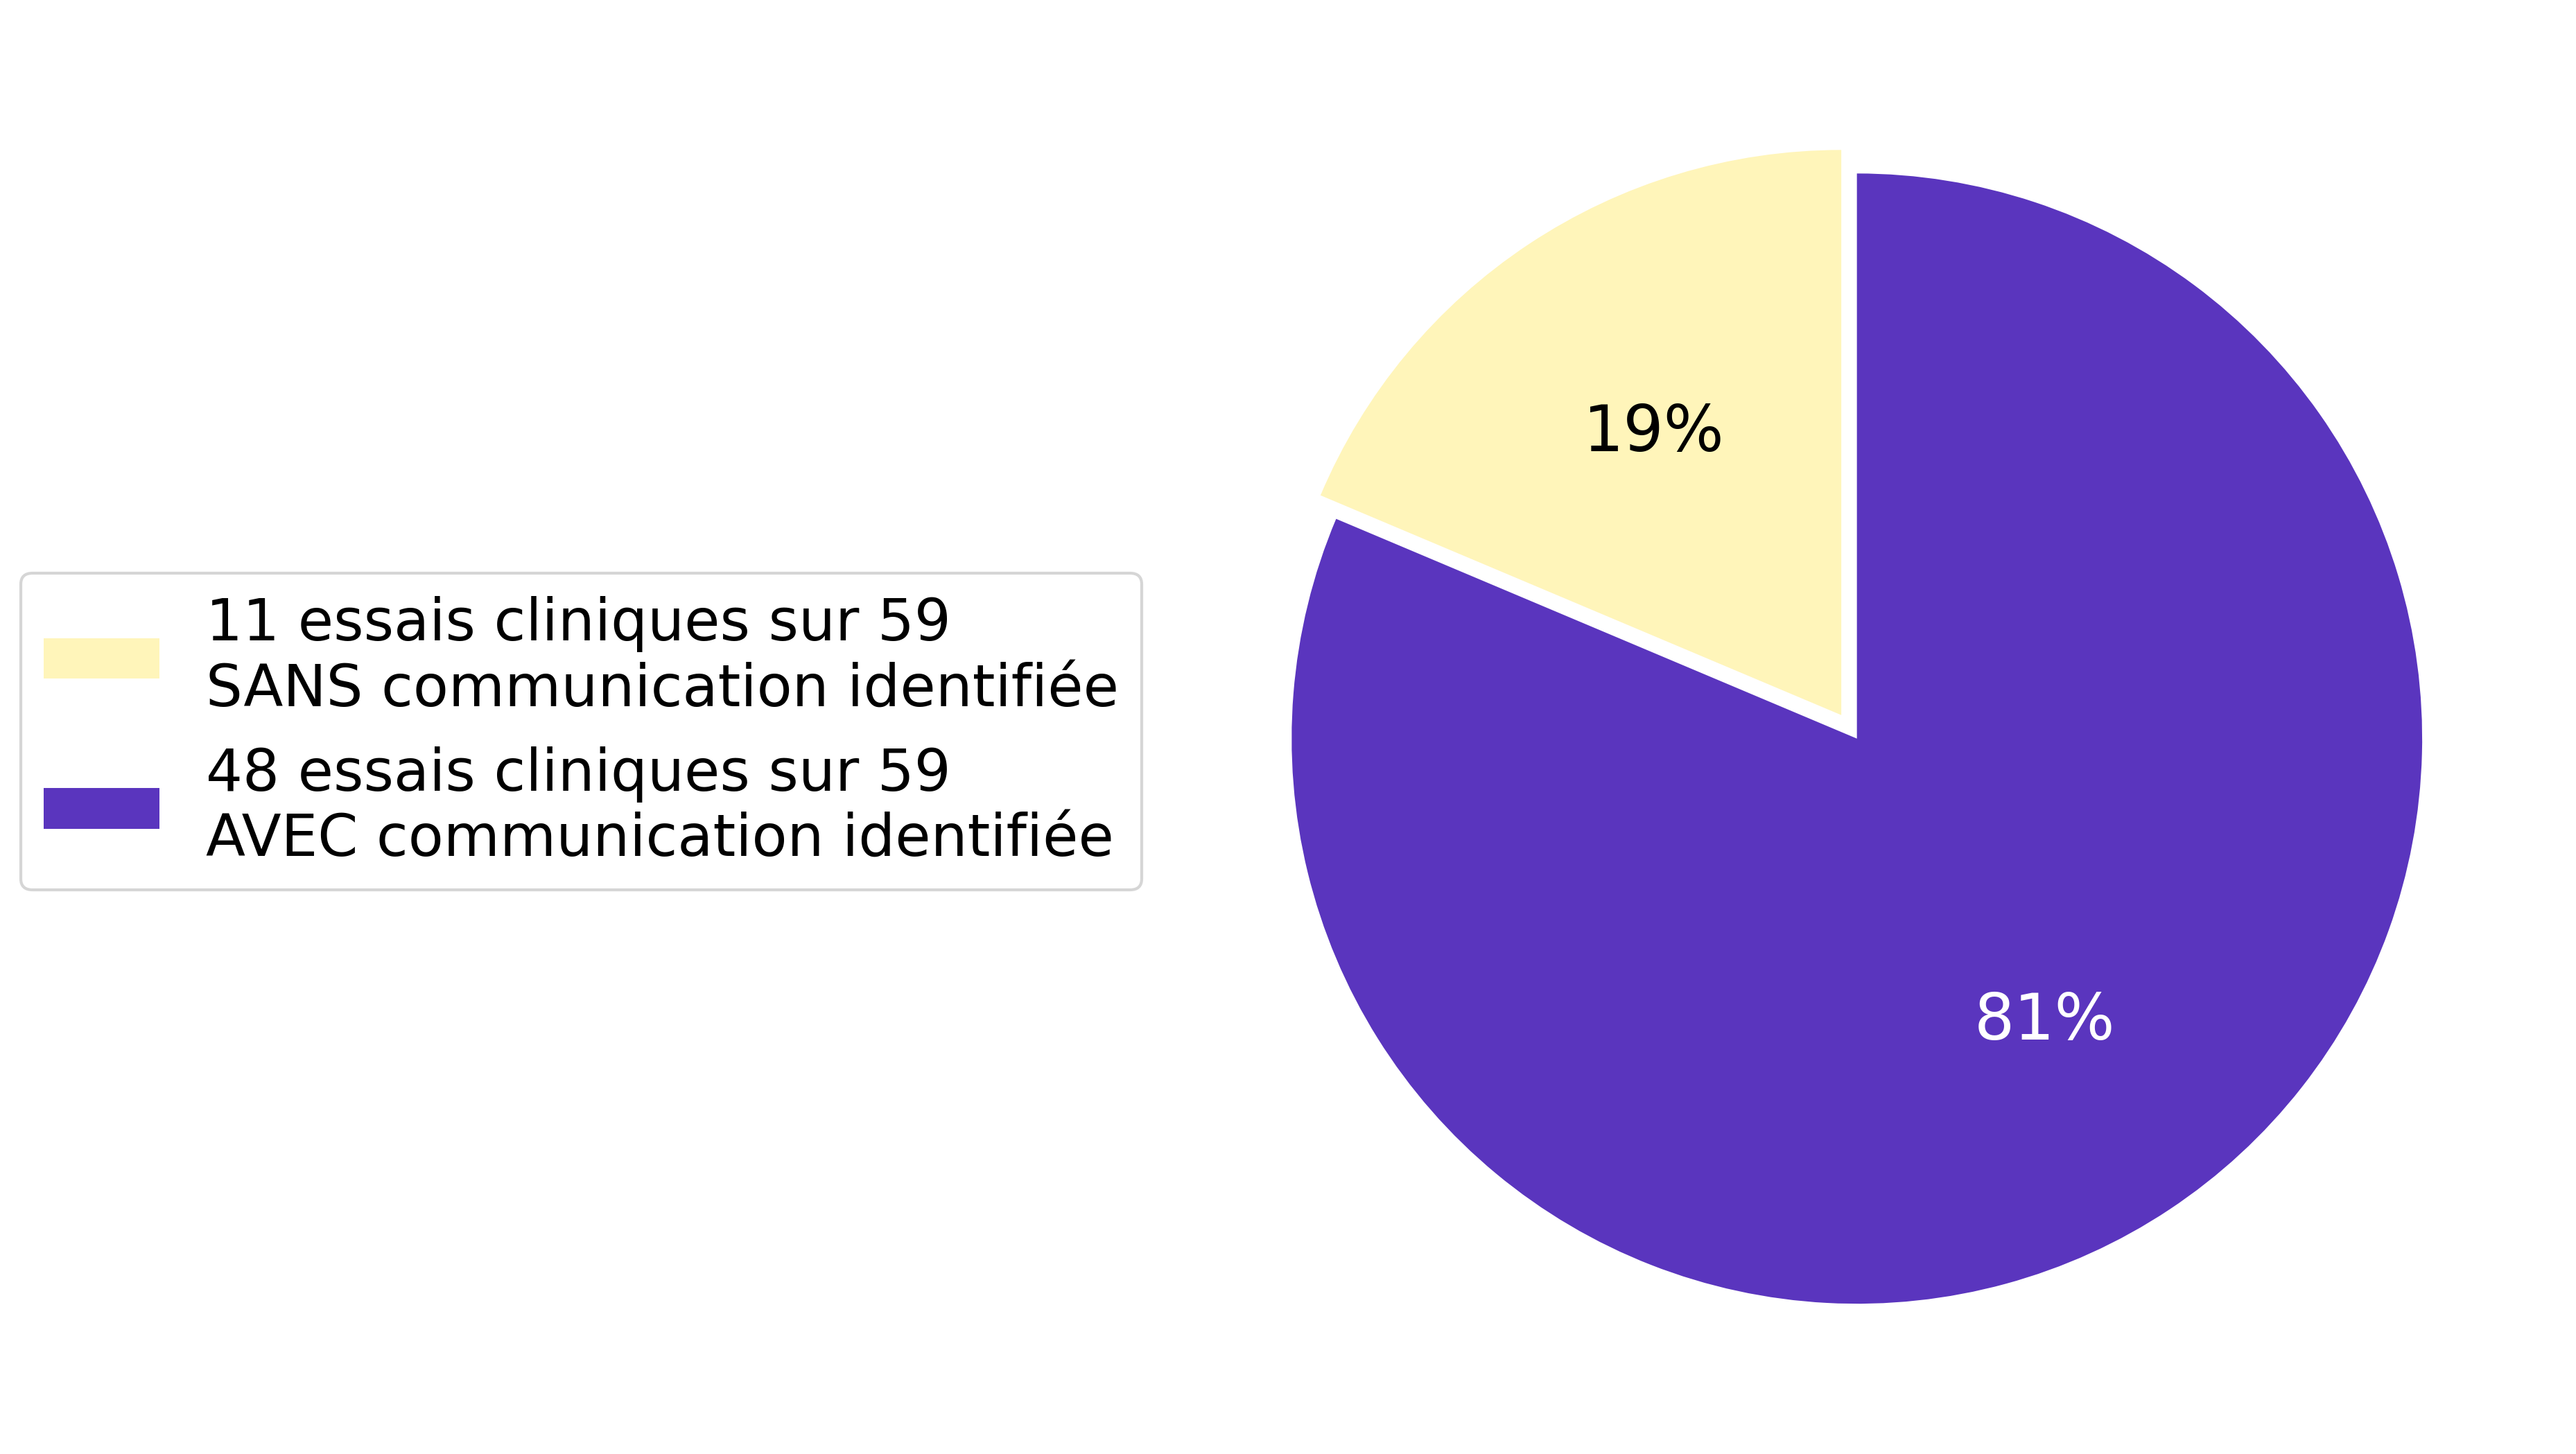 11 essais cliniques sur 59
SANS communication identifiée
48 essais cliniques sur 59
AVEC communication identifiée
19%
81%